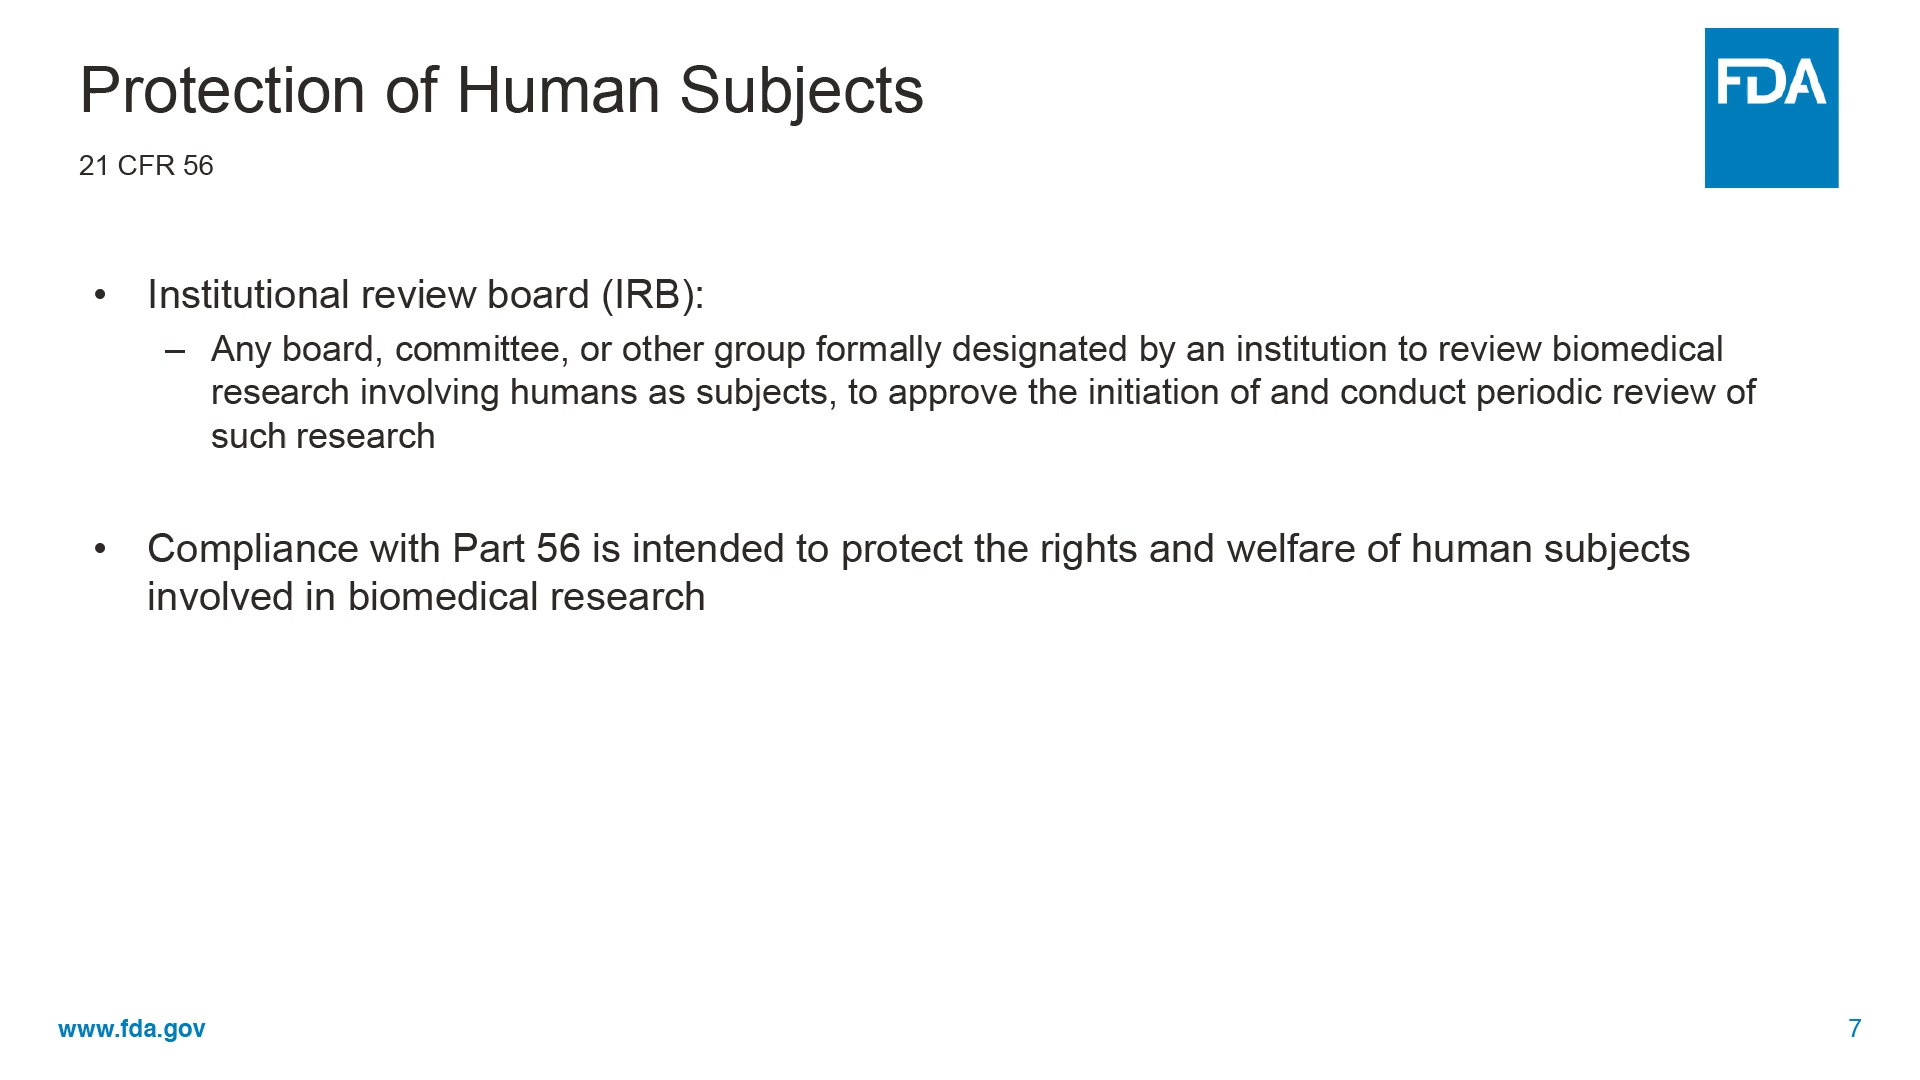 Protection of Human Subjects
FDA
21 CFR 56
• Institutional review board (IRB):
– Any board, committee, or other group formally designated by an institution to review biomedical
research involving humans as subjects, to approve the initiation of and conduct periodic review of
such research
• Compliance with Part 56 is intended to protect the rights and welfare of human subjects
involved in biomedical research
www.fda.gov
7